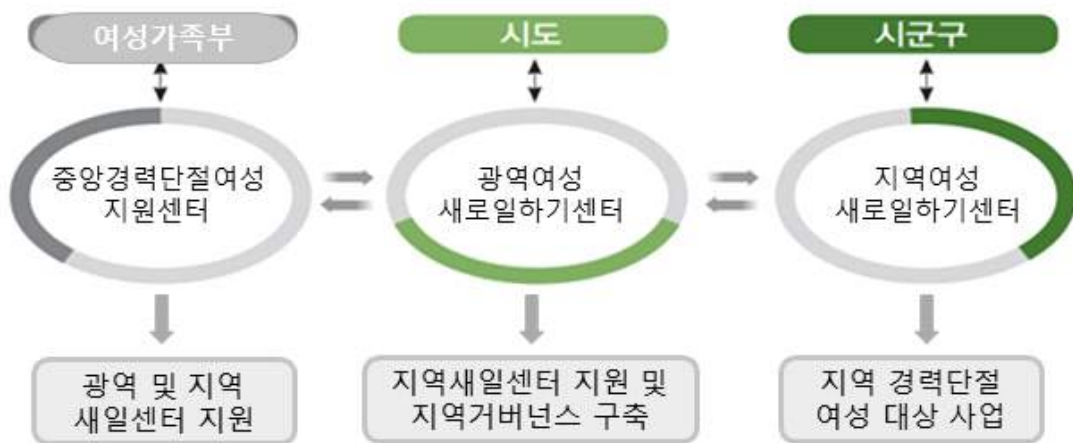 여성가족부
시도
시군구
중앙경력단절여성
지원센터
광역여성
새로일하기센터
지역여성
새로일하기센터
광역 및 지역
새일센터 지원
지역새일센터 지원 및
지역거버넌스 구축
지역 경력단절
여성 대상 사업